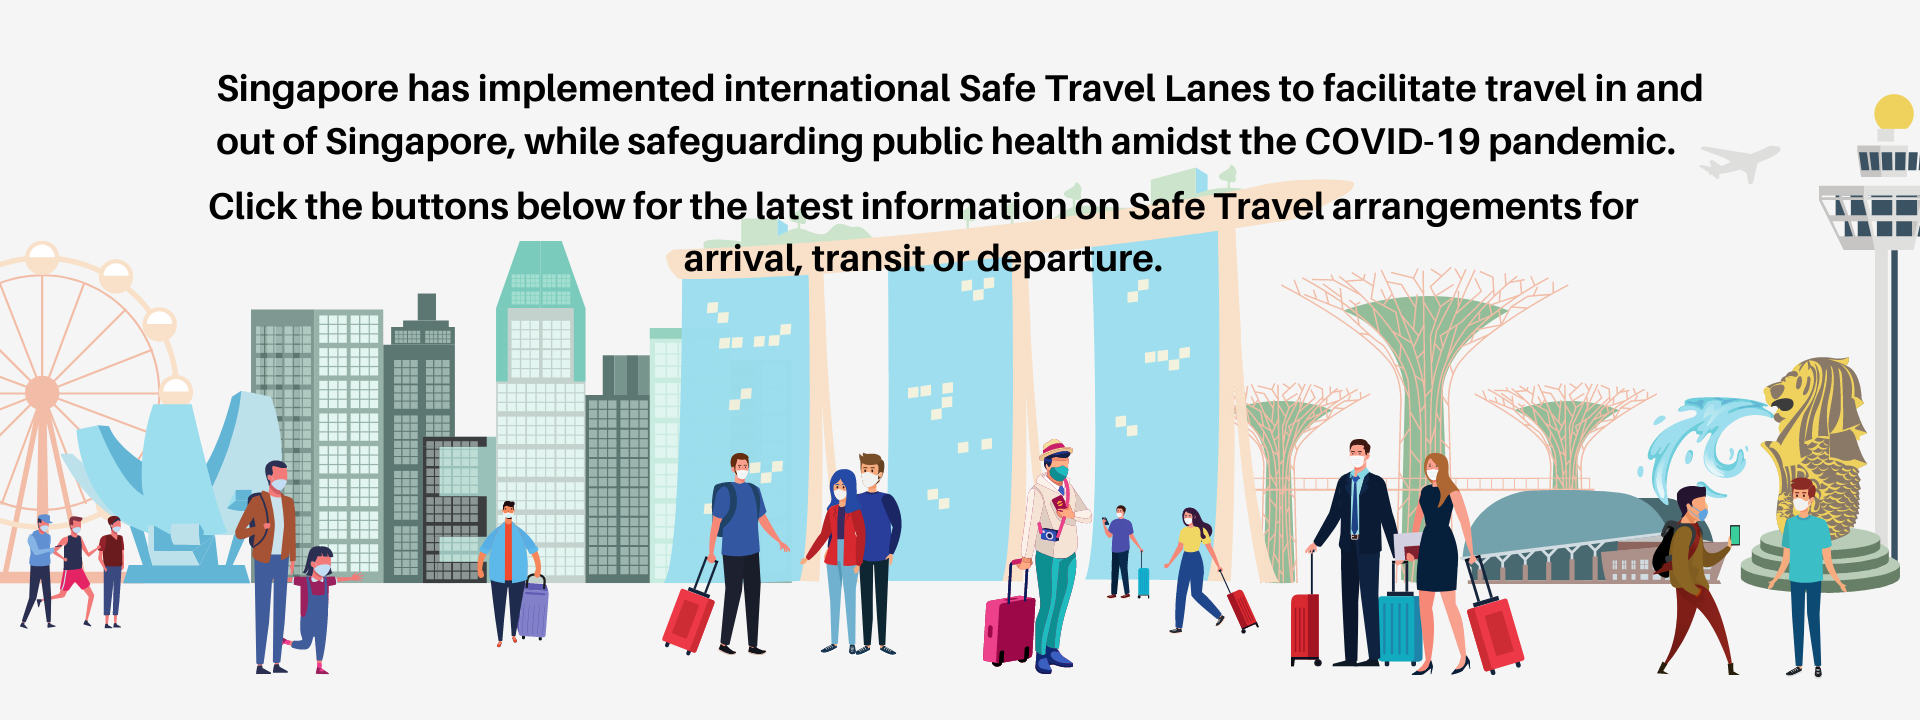 Singapore has implemented international Safe Travel Lanes to facilitate travel in and
out of Singapore, while safeguarding public health amidst the COVID-19 pandemic.
Click the buttons below for the latest information on Safe Travel arrangements for
arrival, transit or departure.